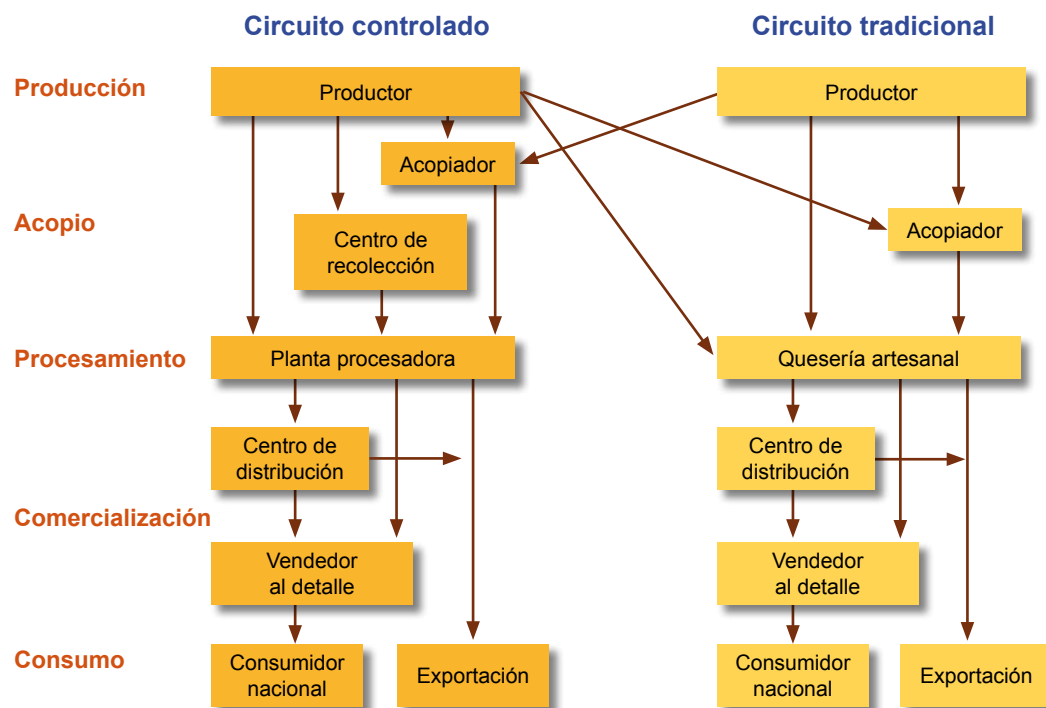 Circuito controlado
Circuito tradicional
Producción
Productor
Productor
Acopiador
Acopio
Centro de
recolección
Acopiador
Procesamiento
Planta procesadora
Quesería artesanal
Centro de
distribución
Centro de
distribución
Comercialización
Vendedor
al detalle
Vendedor
al detalle
Consumo
Consumidor
nacional
Exportación
Consumidor
nacional
Exportación